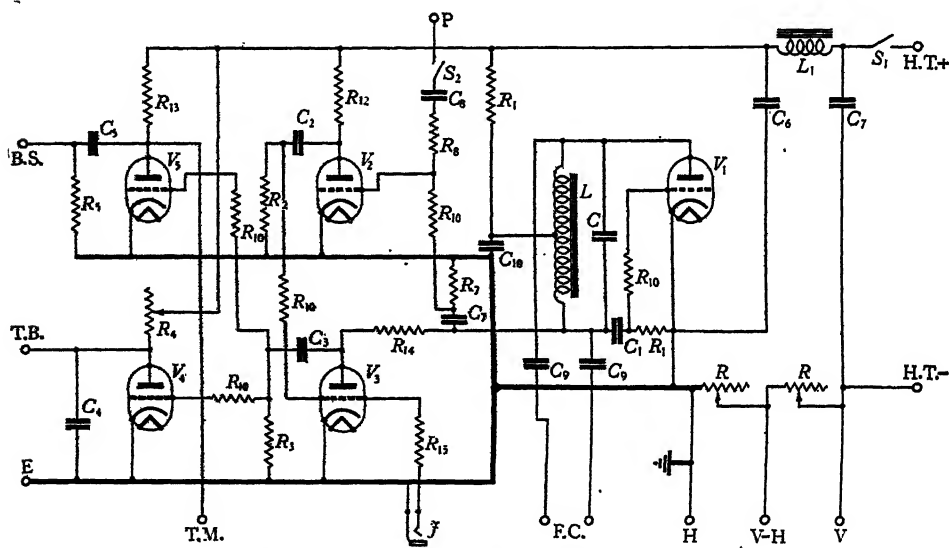 P
S₂
L₁
S₁
H.T.+
R₁₃
R₁₂
C₈
R₁
C₆
C₇
C₅
C₂
B.S.
V₅
V₂
R₈
L
V₁
R₅
R₁₀
R₂
R₁₀
C
C₁₀
R₁₀
R₁₀
R₇
C₇
R₄
T.B.
R₁₄
C₁
R₁
C₃
C₉
C₉
V₄
V₃
R
R
H.T.-
R₁₀
C₄
R₃
R₁₅
E
T.M.
J
F.C.
H
V-H
V